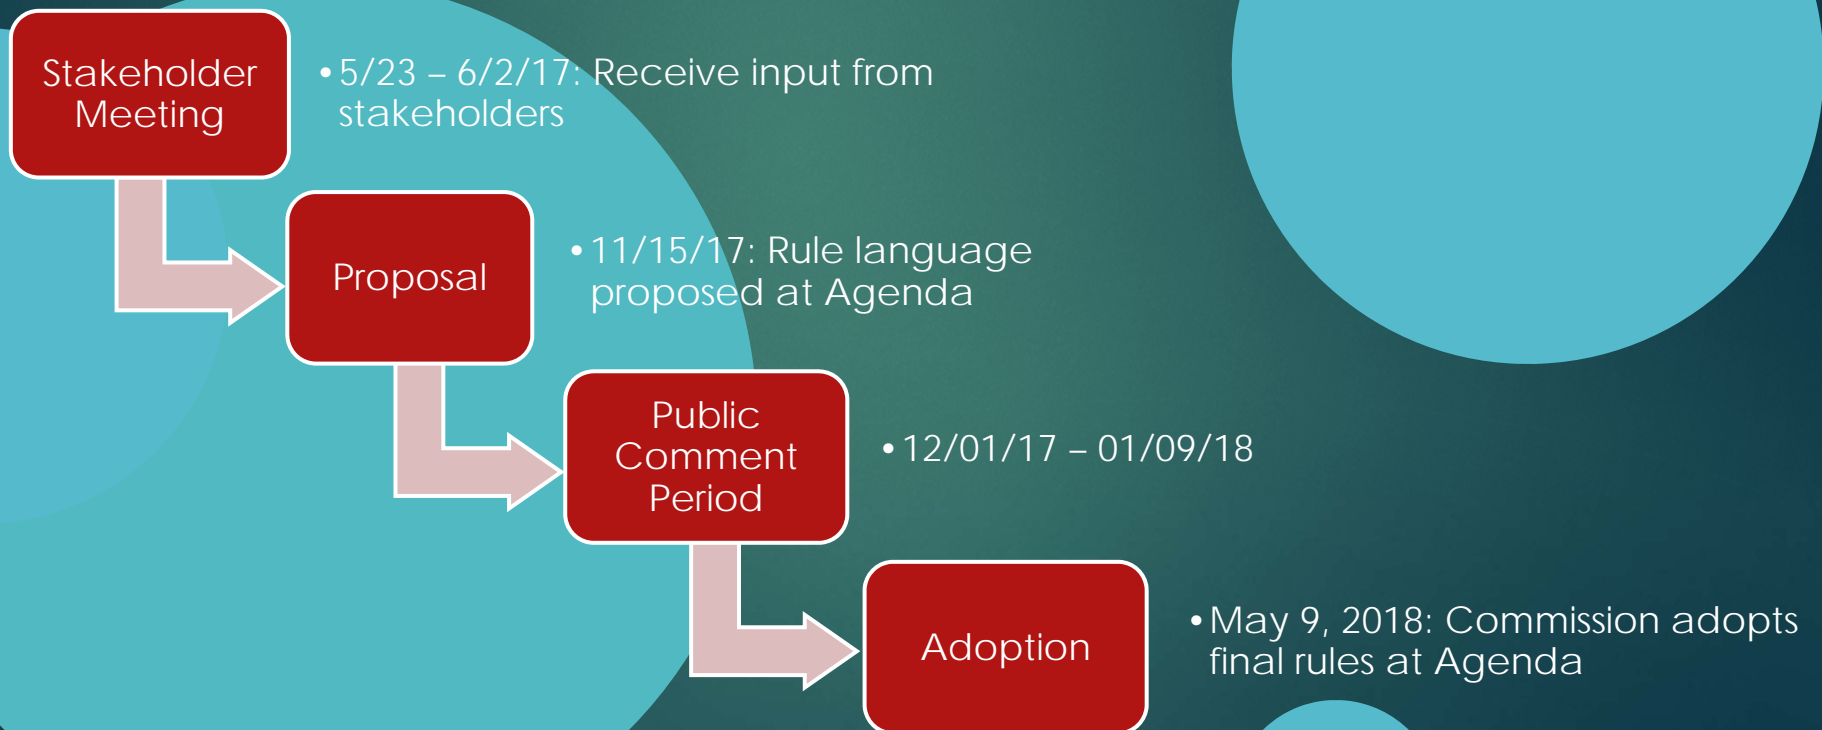 Stakeholder
Meeting
• 5/23 – 6/2/17: Receive input from
stakeholders
Proposal
• 11/15/17: Rule language
proposed at Agenda
Public
Comment
Period
• 12/01/17 – 01/09/18
Adoption
• May 9, 2018: Commission adopts
final rules at Agenda